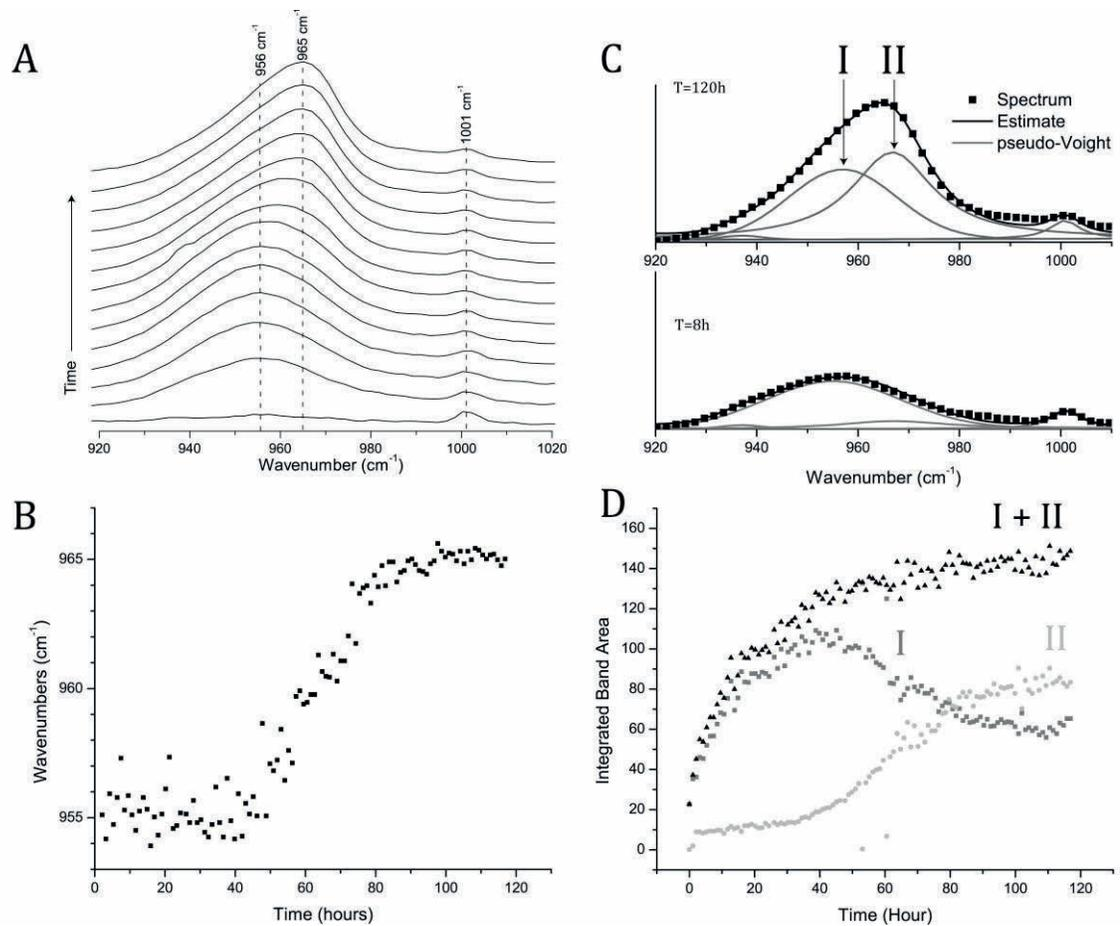 A
956 cm⁻¹
965 cm⁻¹
1001 cm⁻¹
Time
920 940 960 980 1000 1020
Wavenumber (cm⁻¹)
C
I II
T=120h
Spectrum
Estimate
pseudo-Voight
920 940 960 980 1000
T=8h
920 940 960 980 1000
Wavenumber (cm⁻¹)
B
965
960
955
Wavenumbers (cm⁻¹)
0 20 40 60 80 100 120
Time (hours)
D
I + II
I
II
160
140
120
100
80
60
40
20
0
Integrated Band Area
0 20 40 60 80 100 120
Time (Hour)